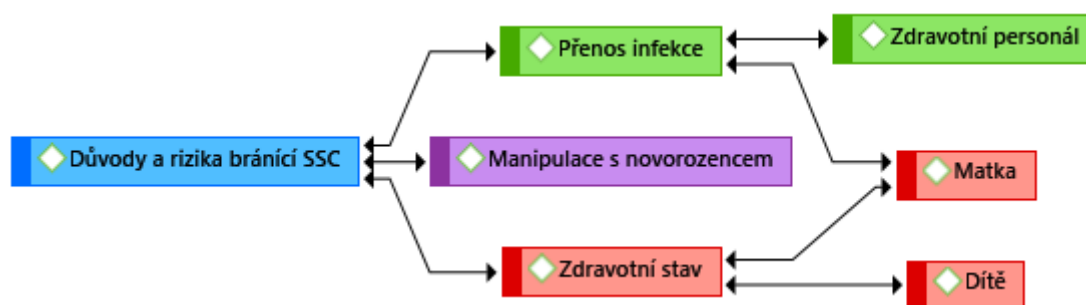 Přenos infekce
Zdravotní personál
Důvody a rizika bránící SSC
Manipulace s novorozencem
Matka
Zdravotní stav
Dítě